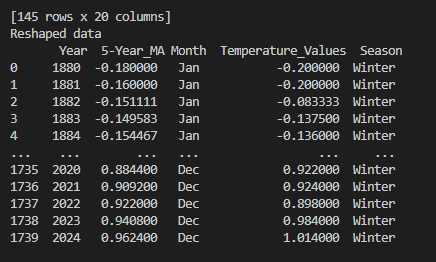 [145 rows x 20 columns]
Reshaped data
Year 5-Year_MA Month Temperature_Values Season
0 1880 -0.180000 Jan -0.200000 Winter
1 1881 -0.160000 Jan -0.200000 Winter
2 1882 -0.151111 Jan -0.083333 Winter
3 1883 -0.149583 Jan -0.137500 Winter
4 1884 -0.154467 Jan -0.136000 Winter
... ... ... ... ... ...
1735 2020 0.884400 Dec 0.922000 Winter
1736 2021 0.909200 Dec 0.924000 Winter
1737 2022 0.922000 Dec 0.898000 Winter
1738 2023 0.940800 Dec 0.984000 Winter
1739 2024 0.962400 Dec 1.014000 Winter